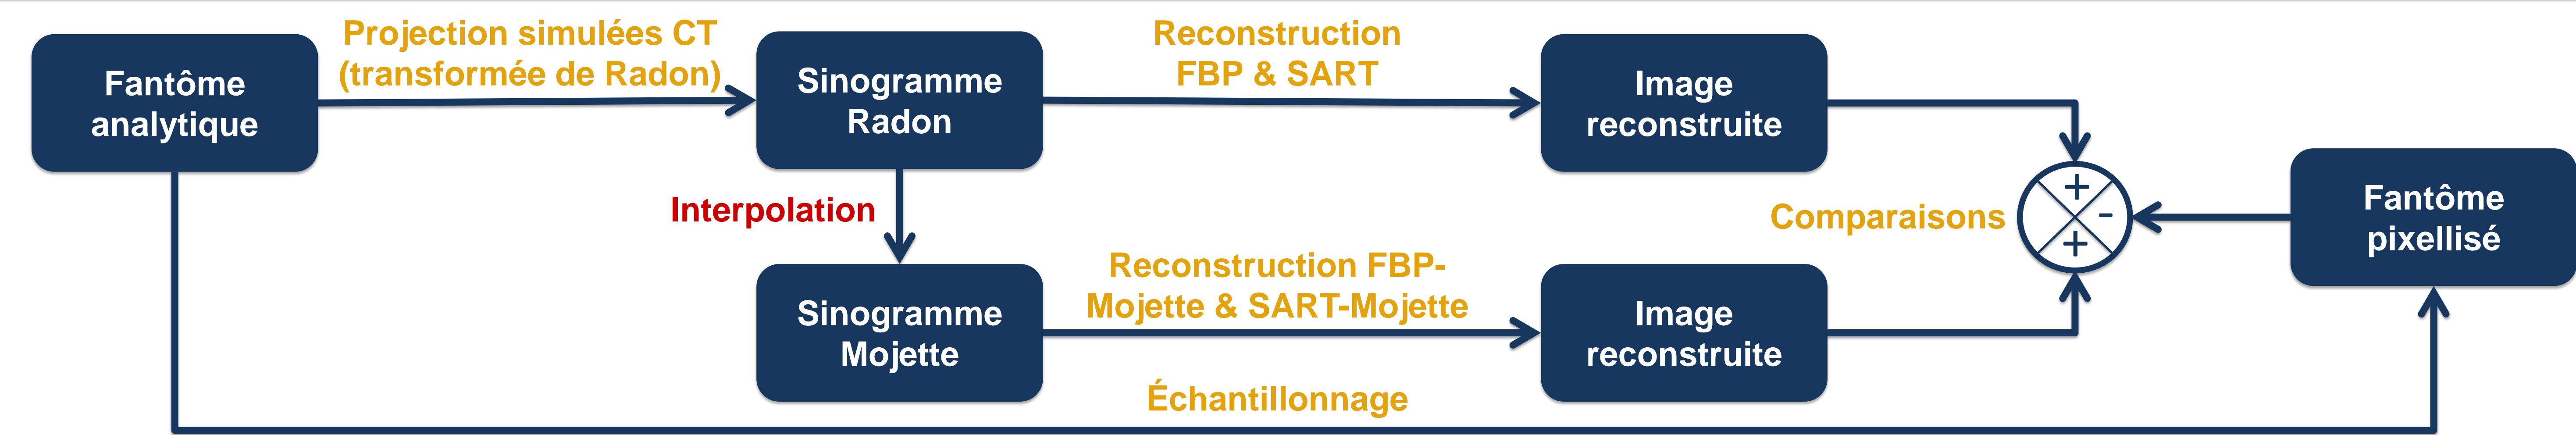 Fantôme
analytique
Projection simulées CT
(transformée de Radon)
Sinogramme
Radon
Reconstruction
FBP & SART
Image
reconstruite
Interpolation
Sinogramme
Mojette
Reconstruction FBP-
Mojette & SART-Mojette
Image
reconstruite
Comparaisons
+
-
+
Fantôme
pixellisé
Échantillonnage